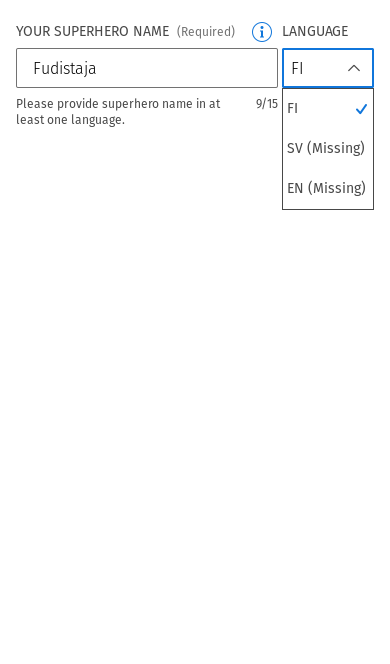 YOUR SUPERHERO NAME (Required) LANGUAGE
Fudistaja FI
Please provide superhero name in at 9/15
least one language.
FI
SV (Missing)
EN (Missing)